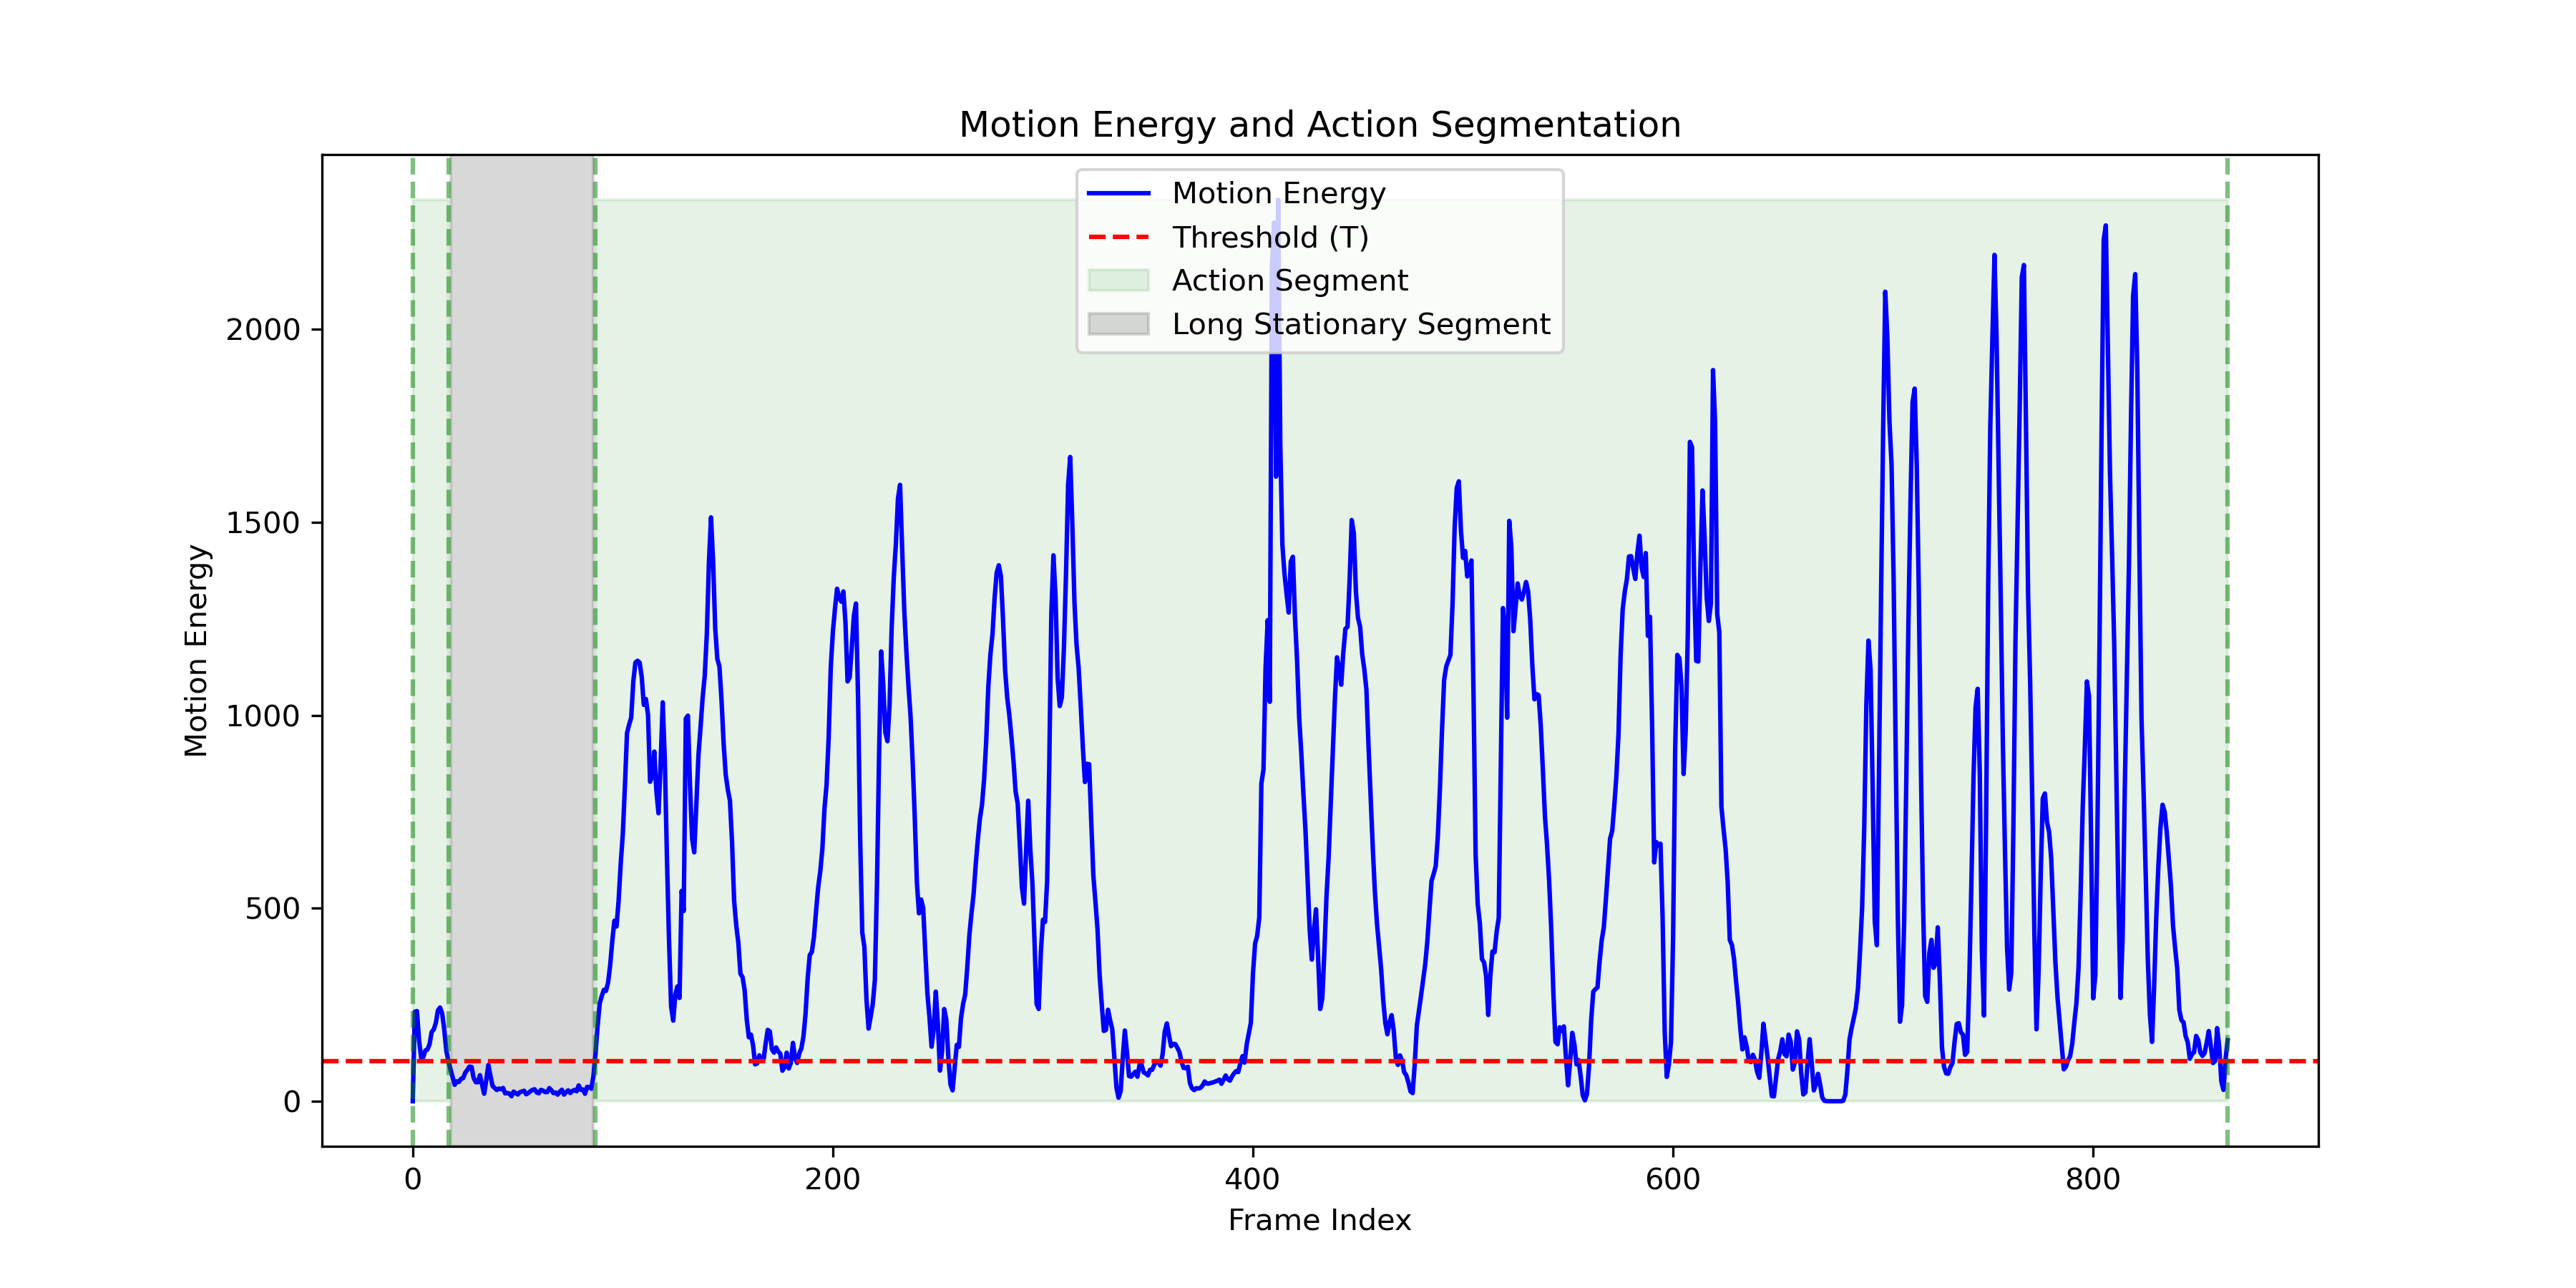 Motion Energy and Action Segmentation
Motion Energy
Threshold (T)
Action Segment
Long Stationary Segment
Motion Energy
2000
1500
1000
500
0
0 200 400 600 800
Frame Index